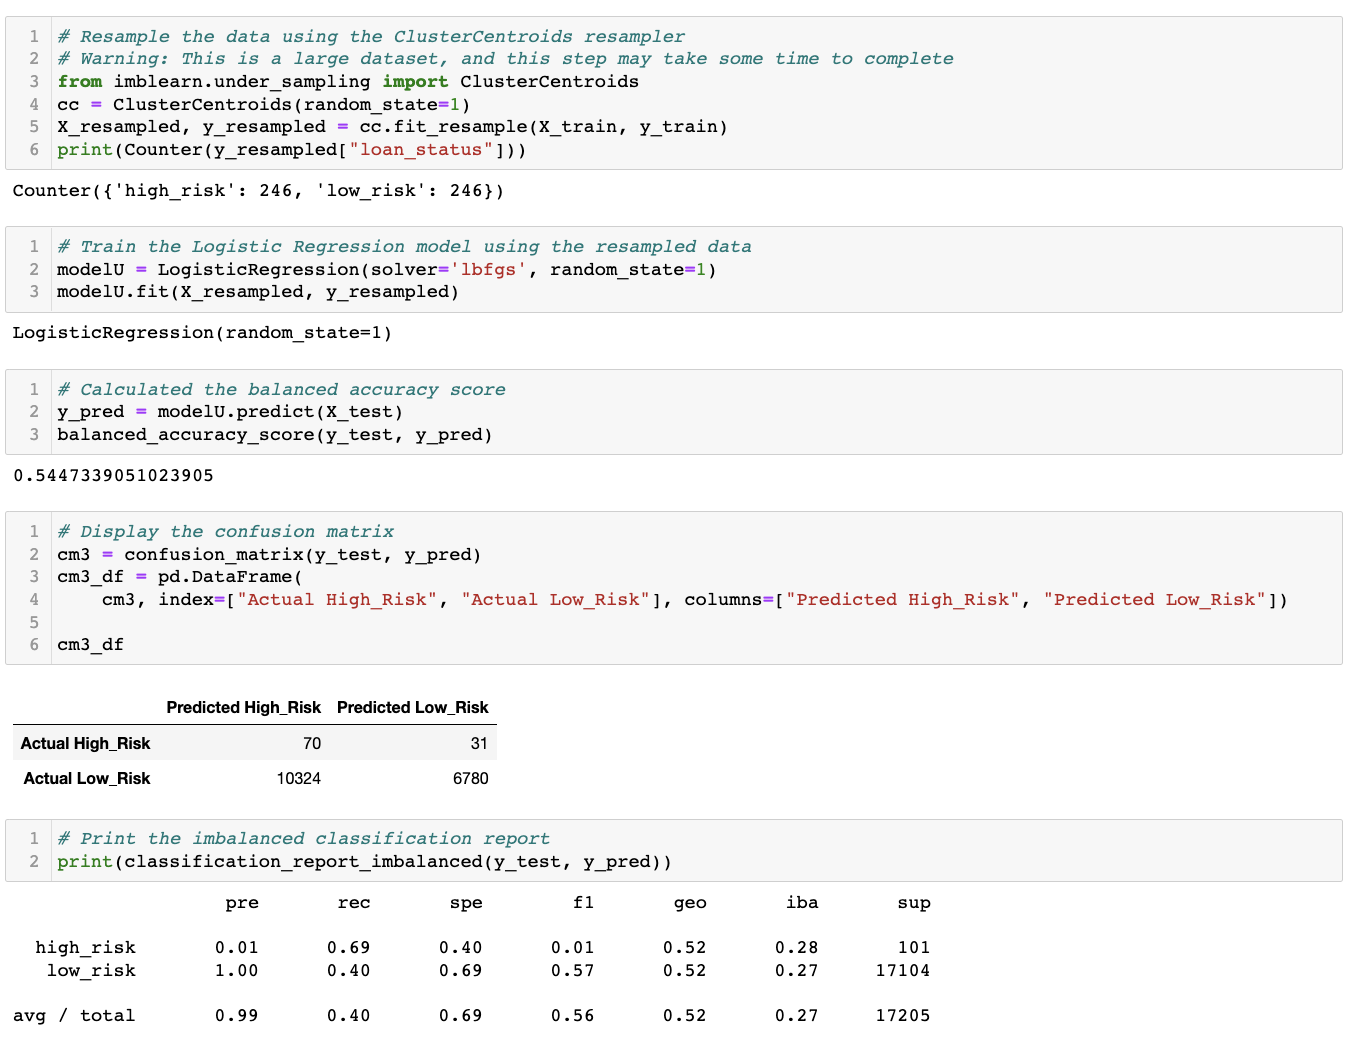 1 # Resample the data using the ClusterCentroids resampler
2 # Warning: This is a large dataset, and this step may take some time to complete
3 from imblearn.under_sampling import ClusterCentroids
4 cc = ClusterCentroids(random_state=1)
5 X_resampled, y_resampled = cc.fit_resample(X_train, y_train)
6 print(Counter(y_resampled["loan_status"]))
Counter({'high_risk': 246, 'low_risk': 246})
1 # Train the Logistic Regression model using the resampled data
2 modelU = LogisticRegression(solver='lbfgs', random_state=1)
3 modelU.fit(X_resampled, y_resampled)
LogisticRegression(random_state=1)
1 # Calculated the balanced accuracy score
2 y_pred = modelU.predict(X_test)
3 balanced_accuracy_score(y_test, y_pred)
0.5447339051023905
1 # Display the confusion matrix
2 cm3 = confusion_matrix(y_test, y_pred)
3 cm3_df = pd.DataFrame(
4     cm3, index=["Actual High_Risk", "Actual Low_Risk"], columns=["Predicted High_Risk", "Predicted Low_Risk"])
5
6 cm3_df
Predicted High_Risk Predicted Low_Risk
Actual High_Risk 70 31
Actual Low_Risk 10324 6780
1 # Print the imbalanced classification report
2 print(classification_report_imbalanced(y_test, y_pred))
pre rec spe f1 geo iba sup
high_risk 0.01 0.69 0.40 0.01 0.52 0.28 101
low_risk 1.00 0.40 0.69 0.57 0.52 0.27 17104
avg / total 0.99 0.40 0.69 0.56 0.52 0.27 17205